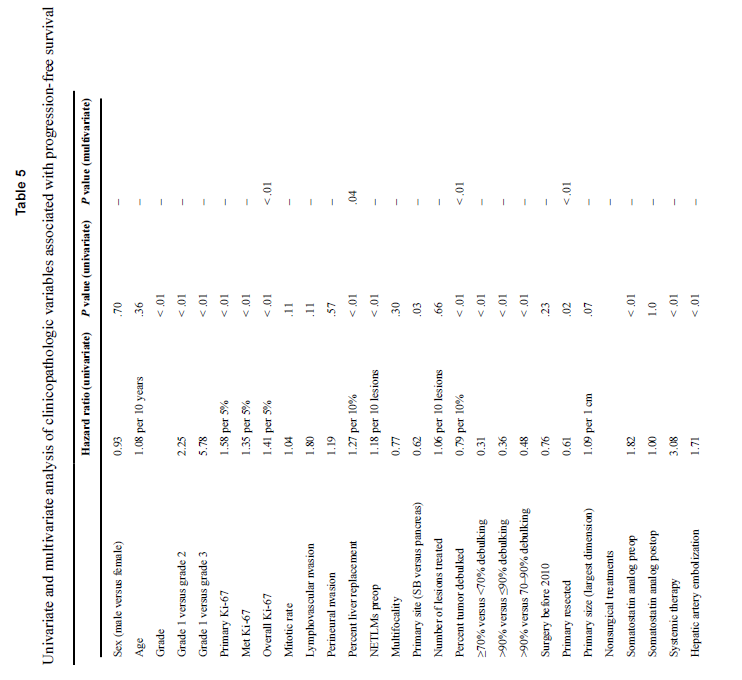 Table 5
Univariate and multivariate analysis of clinicopathologic variables associated with progression-free survival
Hazard ratio (univariate) P value (univariate) P value (multivariate)
Sex (male versus female) 0.93 .70 –
Age 1.08 per 10 years .36 –
Grade < .01 –
Grade 1 versus grade 2 2.25 < .01 –
Grade 1 versus grade 3 5.78 < .01 –
Primary Ki-67 1.58 per 5% < .01 –
Met Ki-67 1.35 per 5% < .01 –
Overall Ki-67 1.41 per 5% < .01 < .01
Mitotic rate 1.04 .11 –
Lymphovascular invasion 1.80 .11 –
Perineural invasion 1.19 .57 –
Percent liver replacement 1.27 per 10% < .01 .04
NETLMs preop 1.18 per 10 lesions < .01 –
Multifocality 0.77 .30 –
Primary site (SB versus pancreas) 0.62 .03 –
Number of lesions treated 1.06 per 10 lesions .66 –
Percent tumor debulked 0.79 per 10% < .01 < .01
≥70% versus <70% debulking 0.31 < .01 –
>90% versus ≤90% debulking 0.36 < .01 –
>90% versus 70–90% debulking 0.48 < .01 –
Surgery before 2010 0.76 .23 –
Primary resected 0.61 .02 < .01
Primary size (largest dimension) 1.09 per 1 cm .07 –
Nonsurgical treatments –
Somatostatin analog preop 1.82 < .01 –
Somatostatin analog postop 1.00 1.0 –
Systemic therapy 3.08 < .01 –
Hepatic artery embolization 1.71 < .01 –